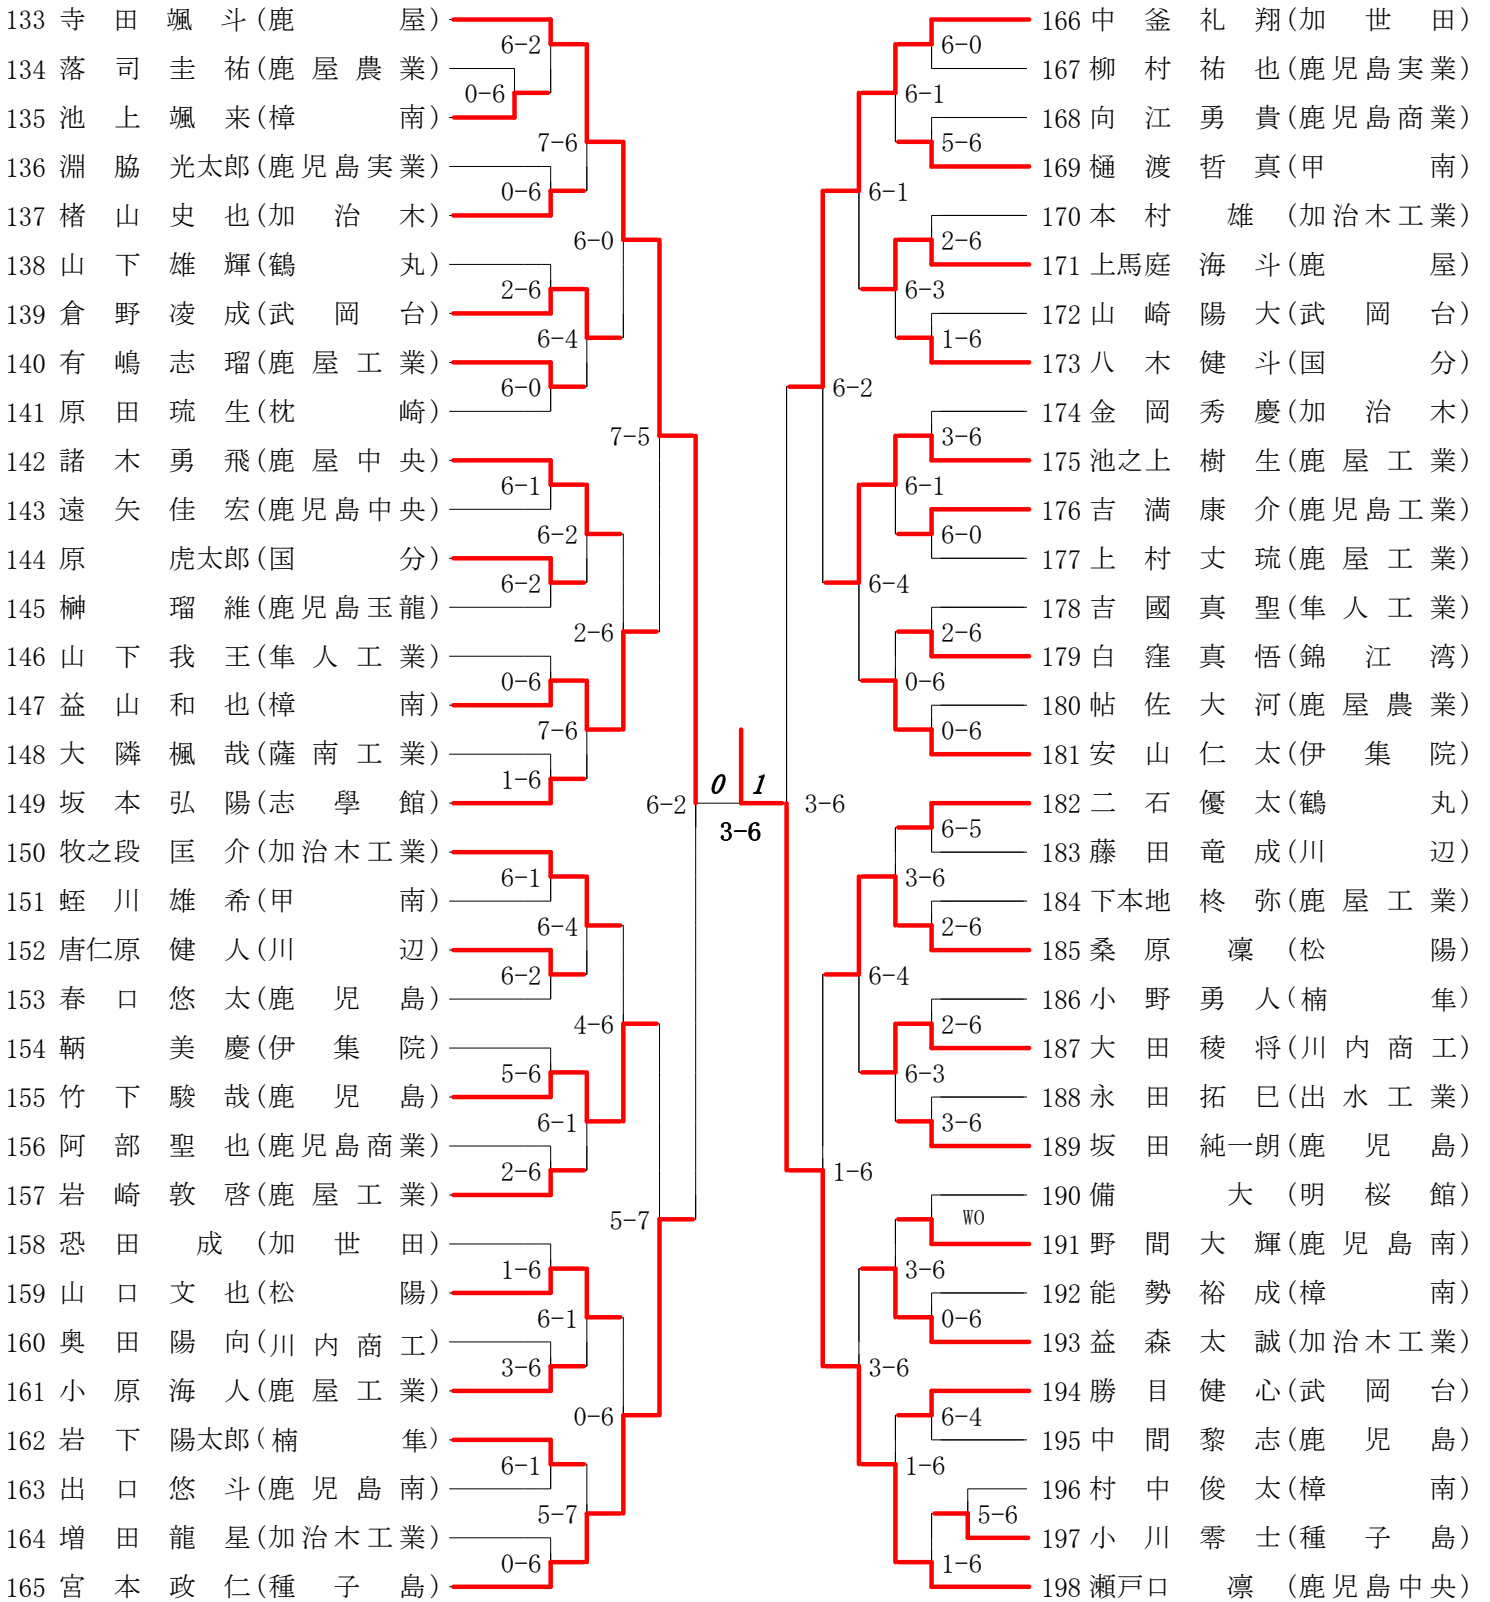 133 寺田颯斗(鹿屋)
6-2
134 落司圭祐(鹿屋農業)
0-6
135 池上颯来(樟南)
7-6
136 淵脇光太郎(鹿児島実業)
0-6
137 楮山史也(加治木)
6-0
138 山下雄輝(鶴丸)
2-6
139 倉野凌成(武岡台)
6-4
140 有嶋志瑠(鹿屋工業)
6-0
141 原田琉生(枕崎)
7-5
142 諸木勇飛(鹿屋中央)
6-1
143 遠矢佳宏(鹿児島中央)
6-2
144 原虎太郎(国分)
6-2
145 榊瑠維(鹿児島玉龍)
2-6
146 山下我王(隼人工業)
0-6
147 益山和也(樟南)
7-6
148 大隣楓哉(薩南工業)
1-6
149 坂本弘陽(志學館)
6-2
150 牧之段匡介(加治木工業)
6-1
151 蛭川雄希(甲南)
6-4
152 唐仁原健人(川辺)
6-2
153 春口悠太(鹿児島)
4-6
154 鞆美慶(伊集院)
5-6
155 竹下駿哉(鹿児島)
6-1
156 阿部聖也(鹿児島商業)
2-6
157 岩崎敦啓(鹿屋工業)
5-7
158 恐田成(加世田)
1-6
159 山口文也(松陽)
6-1
160 奥田陽向(川内商工)
3-6
161 小原海人(鹿屋工業)
0-6
162 岩下陽太郎(楠隼)
6-1
163 出口悠斗(鹿児島南)
5-7
164 増田龍星(加治木工業)
0-6
165 宮本政仁(種子島)
0 1
3-6
166 中釜礼翔(加世田)
6-0
167 柳村祐也(鹿児島実業)
6-1
168 向江勇貴(鹿児島商業)
5-6
169 樋渡哲真(甲南)
6-1
170 本村雄(加治木工業)
2-6
171 上馬庭海斗(鹿屋)
6-3
172 山崎陽大(武岡台)
1-6
173 八木健斗(国分)
6-2
174 金岡秀慶(加治木)
3-6
175 池之上樹生(鹿屋工業)
6-1
176 吉満康介(鹿児島工業)
6-0
177 上村丈琉(鹿屋工業)
6-4
178 吉國真聖(隼人工業)
2-6
179 白窪真悟(錦江湾)
0-6
180 帖佐大河(鹿屋農業)
0-6
181 安山仁太(伊集院)
3-6
182 二石優太(鶴丸)
6-5
183 藤田竜成(川辺)
3-6
184 下本地柊弥(鹿屋工業)
2-6
185 桑原凜(松陽)
6-4
186 小野勇人(楠隼)
2-6
187 大田稜将(川内商工)
6-3
188 永田拓巳(出水工業)
3-6
189 坂田純一朗(鹿児島)
1-6
190 備大(明桜館)
WO
191 野間大輝(鹿児島南)
3-6
192 能勢裕成(樟南)
0-6
193 益森太誠(加治木工業)
3-6
194 勝目健心(武岡台)
6-4
195 中間黎志(鹿児島)
1-6
196 村中俊太(樟南)
5-6
197 小川零士(種子島)
1-6
198 瀬戸口凛(鹿児島中央)